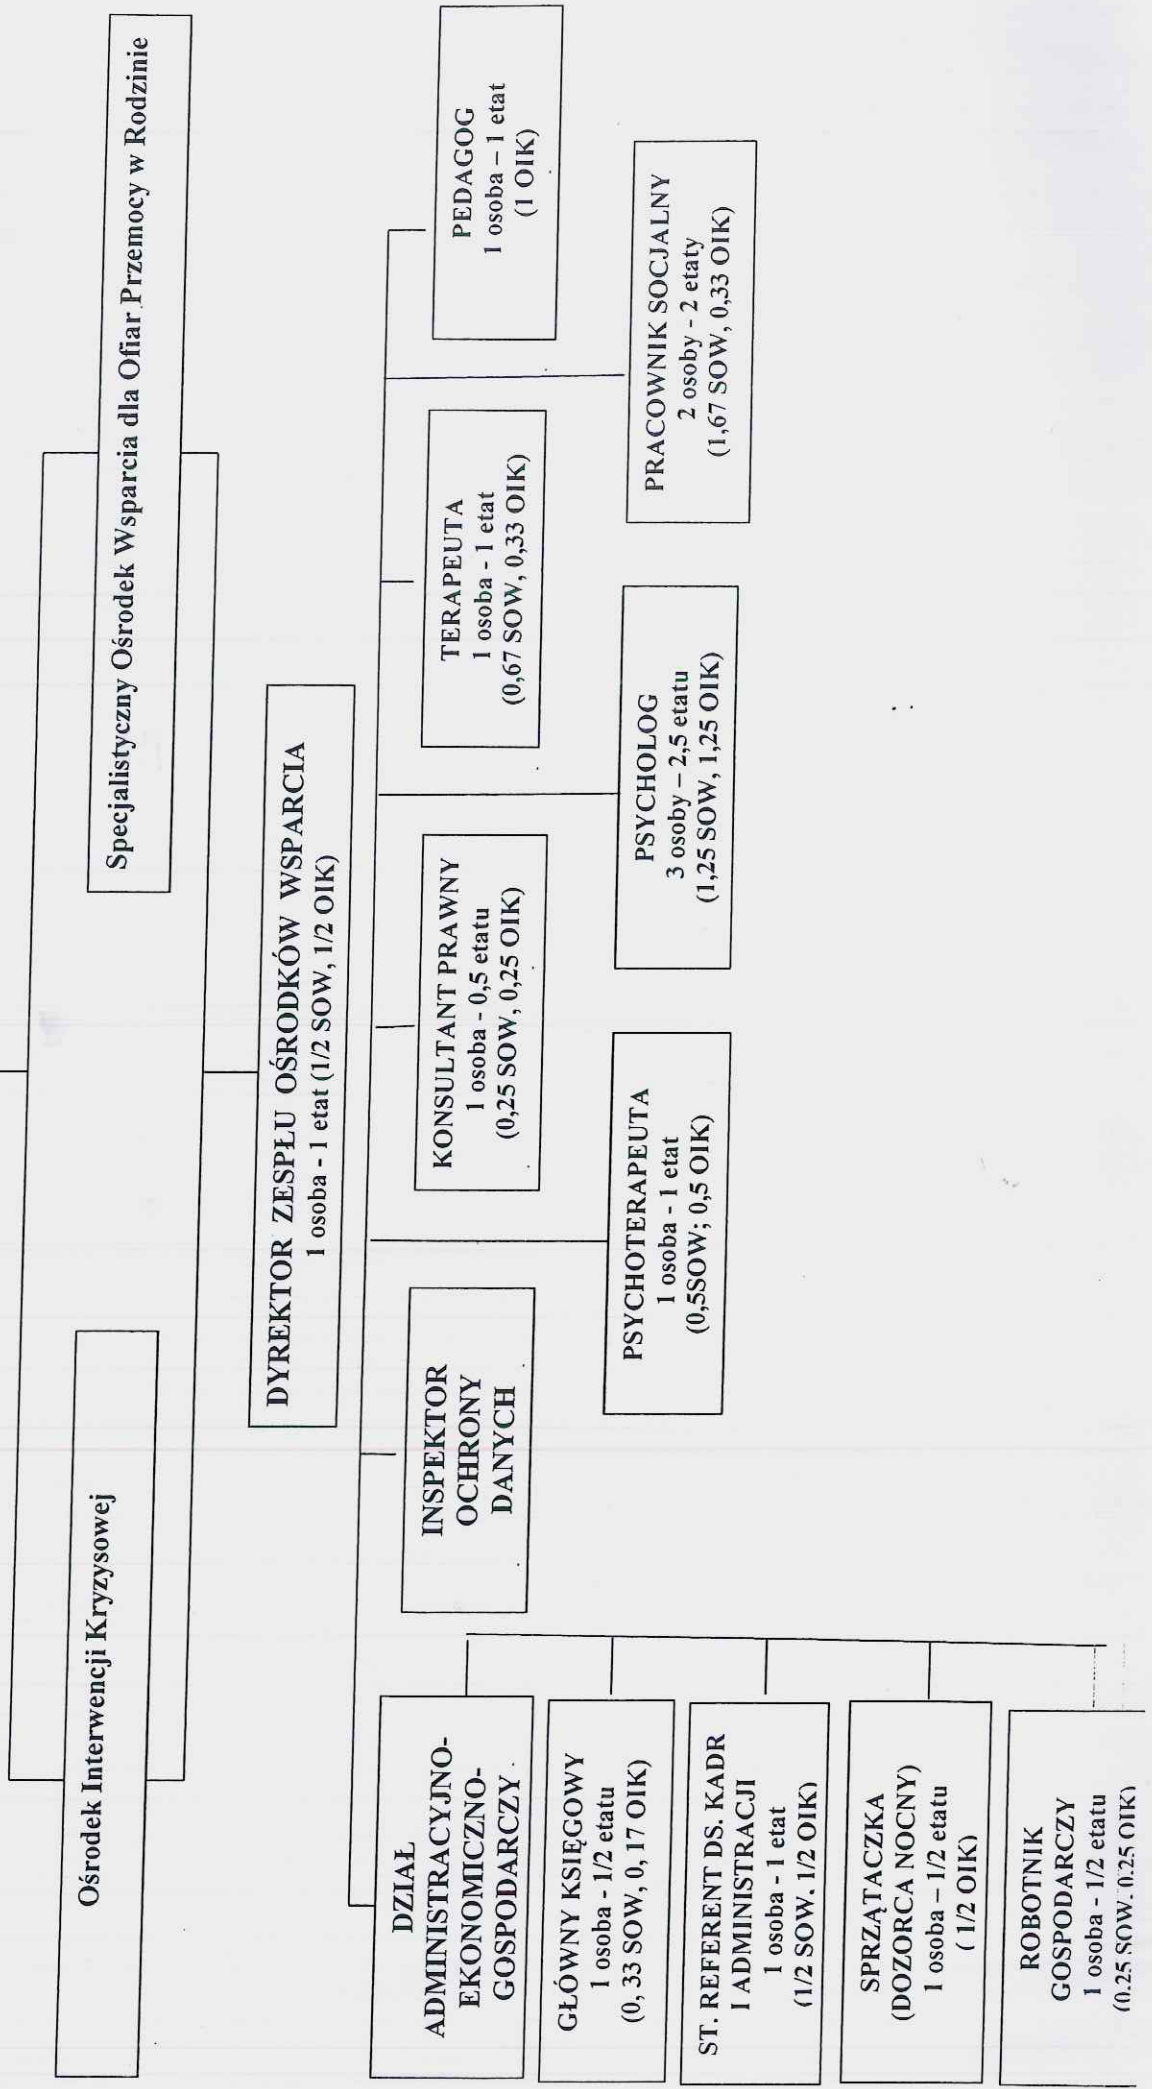 Ośrodek Interwencji Kryzysowej
Specjalistyczny Ośrodek Wsparcia dla Ofiar Przemocy w Rodzinie
DYREKTOR ZESPŁU OŚRODKÓW WSPARCIA
1 osoba - 1 etat (1/2 SOW, 1/2 OIK)
DZIAŁ
ADMINISTRACYJNO-
EKONOMICZNO-
GOSPODARCZY
INSPEKTOR
OCHRONY
DANYCH
KONSULTANT PRAWNY
1 osoba - 0,5 etatu
(0,25 SOW, 0,25 OIK)
TERAPEUTA
1 osoba - 1 etat
(0,67 SOW, 0,33 OIK)
PEDAGOG
1 osoba – 1 etat
(1 OIK)
GŁÓWNY KSIĘGOWY
1 osoba - 1/2 etatu
(0, 33 SOW, 0, 17 OIK)
PSYCHOTERAPEUTA
1 osoba - 1 etat
(0,5SOW; 0,5 OIK)
PSYCHOLOG
3 osoby – 2,5 etatu
(1,25 SOW, 1,25 OIK)
PRACOWNIK SOCJALNY
2 osoby - 2 etaty
(1,67 SOW, 0,33 OIK)
ST. REFERENT DS. KADR
I ADMINISTRACJI
1 osoba - 1 etat
(1/2 SOW. 1/2 OIK)
SPRZĄTACZKA
(DOZORCA NOCNY)
1 osoba – 1/2 etatu
( 1/2 OIK)
ROBOTNIK
GOSPODARCZY
1 osoba - 1/2 etatu
(0.25 SOW. 0.25 OIK)